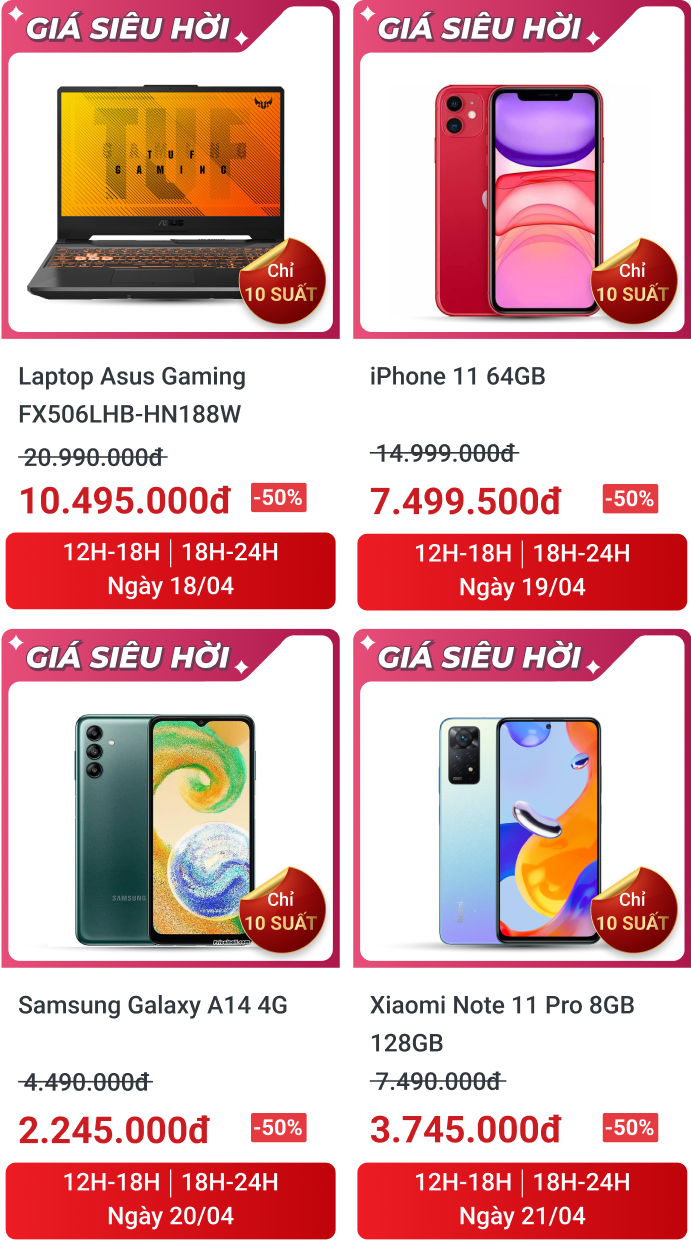 GIÁ SIÊU HỜI
TUF
GAMING
TUF
GAMING
ASUS
Chỉ
10 SUẤT
Laptop Asus Gaming
FX506LHB-HN188W
20.990.000đ
10.495.000đ -50%
12H-18H | 18H-24H
Ngày 18/04
GIÁ SIÊU HỜI
Chỉ
10 SUẤT
iPhone 11 64GB
14.999.000đ
7.499.500đ -50%
12H-18H | 18H-24H
Ngày 19/04
GIÁ SIÊU HỜI
SAMSUNG
Chỉ
10 SUẤT
Samsung Galaxy A14 4G
4.490.000đ
2.245.000đ -50%
12H-18H | 18H-24H
Ngày 20/04
GIÁ SIÊU HỜI
Redmi
Chỉ
10 SUẤT
Xiaomi Note 11 Pro 8GB
128GB
7.490.000đ
3.745.000đ -50%
12H-18H | 18H-24H
Ngày 21/04